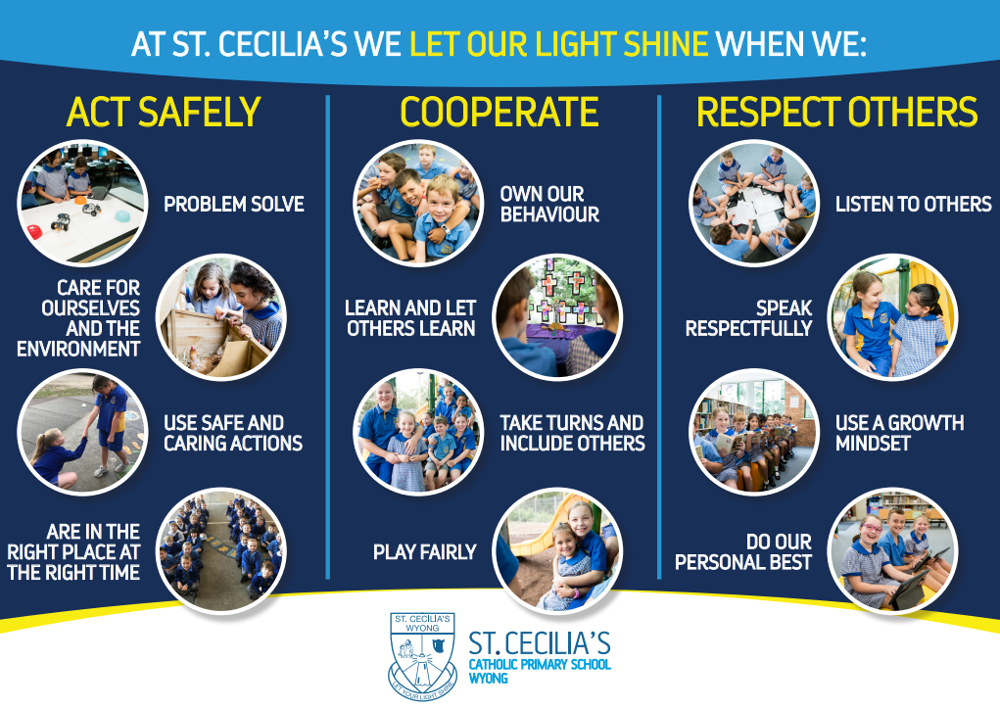 AT ST. CECILIA'S WE LET OUR LIGHT SHINE WHEN WE:
ACT SAFELY
PROBLEM SOLVE
CARE FOR
OURSELVES
AND THE
ENVIRONMENT
USE SAFE AND
CARING ACTIONS
ARE IN THE
RIGHT PLACE AT
THE RIGHT TIME
COOPERATE
OWN OUR
BEHAVIOUR
LEARN AND LET
OTHERS LEARN
TAKE TURNS AND
INCLUDE OTHERS
PLAY FAIRLY
RESPECT OTHERS
LISTEN TO OTHERS
SPEAK
RESPECTFULLY
USE A GROWTH
MINDSET
DO OUR
PERSONAL BEST
ST. CECILIA'S
WYONG
LET YOUR LIGHT SHINE
ST. CECILIA'S
CATHOLIC PRIMARY SCHOOL
WYONG